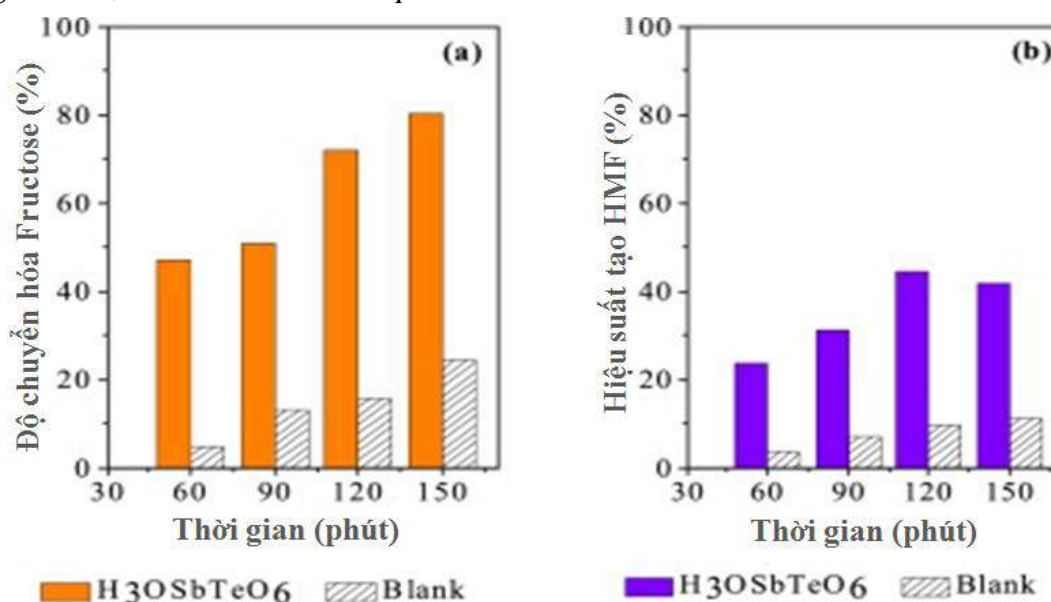 100
(a)
80
60
40
20
0
30 60 90 120 150
Độ chuyển hóa Fructose (%)
Thời gian (phút)
H3OSbTeO6 Blank
100
(b)
80
60
40
20
0
30 60 90 120 150
Hiệu suất tạo HMF (%)
Thời gian (phút)
H3OSbTeO6 Blank